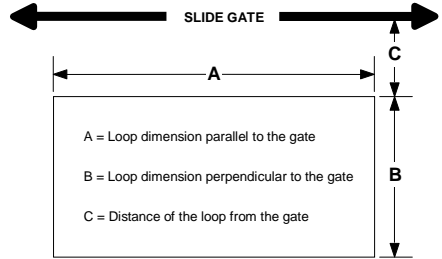 SLIDE GATE
C
A
A = Loop dimension parallel to the gate
B = Loop dimension perpendicular to the gate
B
C = Distance of the loop from the gate